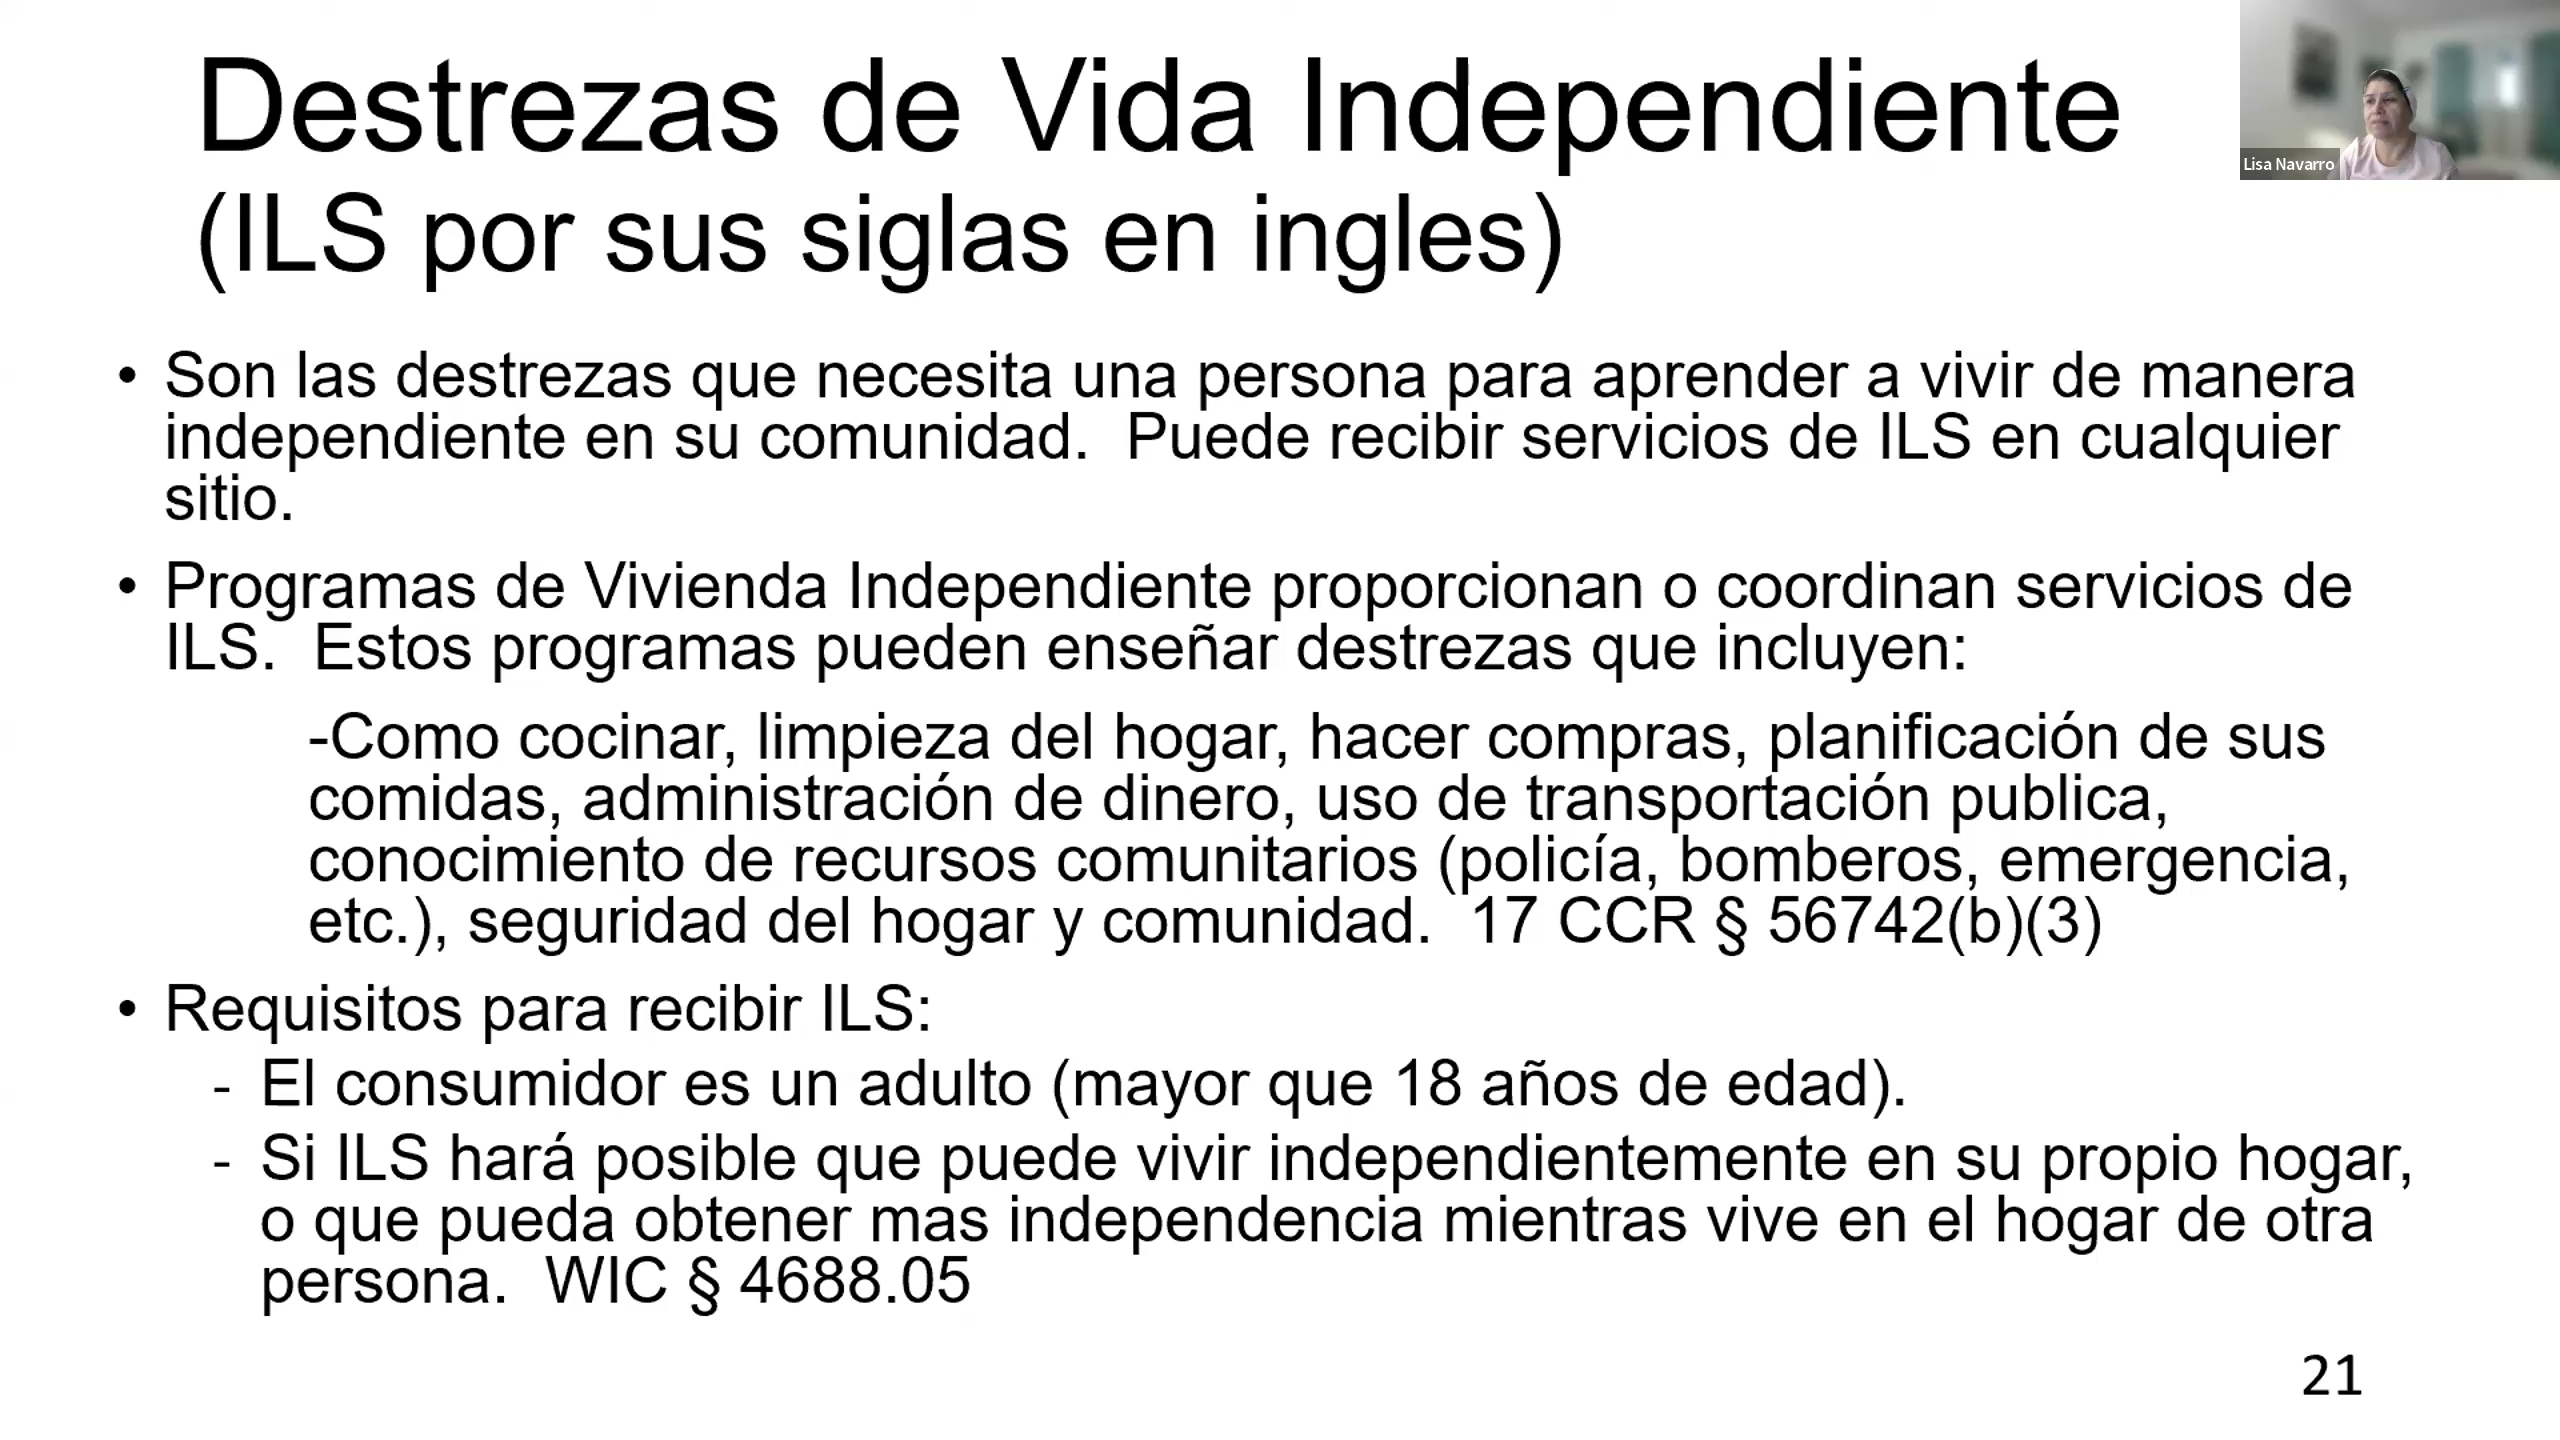 Destrezas de Vida Independiente
(ILS por sus siglas en ingles)
Lisa Navarro
• Son las destrezas que necesita una persona para aprender a vivir de manera
independiente en su comunidad.  Puede recibir servicios de ILS en cualquier
sitio.
• Programas de Vivienda Independiente proporcionan o coordinan servicios de
ILS.  Estos programas pueden enseñar destrezas que incluyen:
-Como cocinar, limpieza del hogar, hacer compras, planificación de sus
comidas, administración de dinero, uso de transportación publica,
conocimiento de recursos comunitarios (policía, bomberos, emergencia,
etc.), seguridad del hogar y comunidad.  17 CCR § 56742(b)(3)
• Requisitos para recibir ILS:
- El consumidor es un adulto (mayor que 18 años de edad).
- Si ILS hará posible que puede vivir independientemente en su propio hogar,
o que pueda obtener mas independencia mientras vive en el hogar de otra
persona.  WIC § 4688.05
21